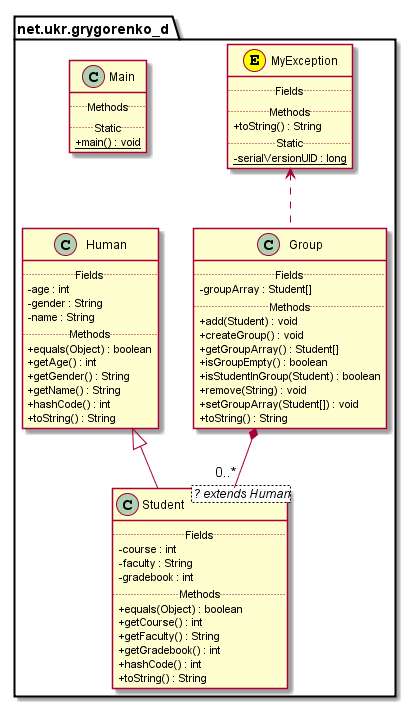 net.ukr.grygorenko_d
C Main
Methods
Static
+main() : void
E MyException
Fields
Methods
+toString() : String
Static
-serialVersionUID : long
C Human
Fields
-age : int
-gender : String
-name : String
Methods
+equals(Object) : boolean
+getAge() : int
+getGender() : String
+getName() : String
+hashCode() : int
+toString() : String
C Group
Fields
-groupArray : Student[]
Methods
+add(Student) : void
+createGroup() : void
+getGroupArray() : Student[]
+isGroupEmpty() : boolean
+isStudentInGroup(Student) : boolean
+remove(String) : void
+setGroupArray(Student[]) : void
+toString() : String
0..*
C Student
? extends Human
Fields
-course : int
-faculty : String
-gradebook : int
Methods
+equals(Object) : boolean
+getCourse() : int
+getFaculty() : String
+getGradebook() : int
+hashCode() : int
+toString() : String